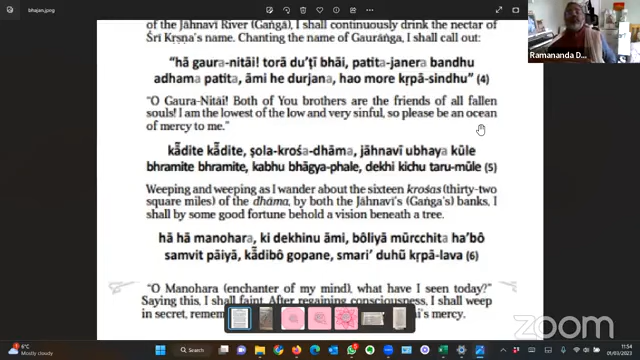 bhajan.jpng
of the Jāhnavī River (Gaṅgā), I shall continuously drink the nectar of
Śrī Kṛṣṇa's name. Chanting the name of Gaurāṅga, I shall call out:
"hā gaura-nitāi! torā du'ṭī bhāi, patita-janera bandhu
adhama patita, āmi he durjana, hao more kṛpā-sindhu" (4)
"O Gaura-Nitāi! Both of You brothers are the friends of all fallen
souls! I am the lowest of the low and very sinful, so please be an ocean
of mercy to me."
kā̃dite kā̃dite, ṣola-krośa-dhāma, jāhnavī ubhaya kūle
bhramite bhramite, kabhu bhāgya-phale, dekhi kichu taru-mūle (5)
Weeping and weeping as I wander about the sixteen krośas (thirty-two
square miles) of the dhāma, by both the Jāhnavī's (Gaṅgā's) banks, I
shall by some good fortune behold a vision beneath a tree.
hā hā manohara, ki dekhinu āmi, bôliyā mūrcchita ha'bô
samvit pāiyā, kā̃dibô gopane, smari' duhũ kṛpā-lava (6)
"O Manohara (enchanter of my mind), what have I seen today?"
Saying this, I shall faint. After regaining consciousness, I shall weep
in secret, mercy.
Ramananda D...
zoom
6°C
Mostly cloudy
Search
11:54
01/03/2023